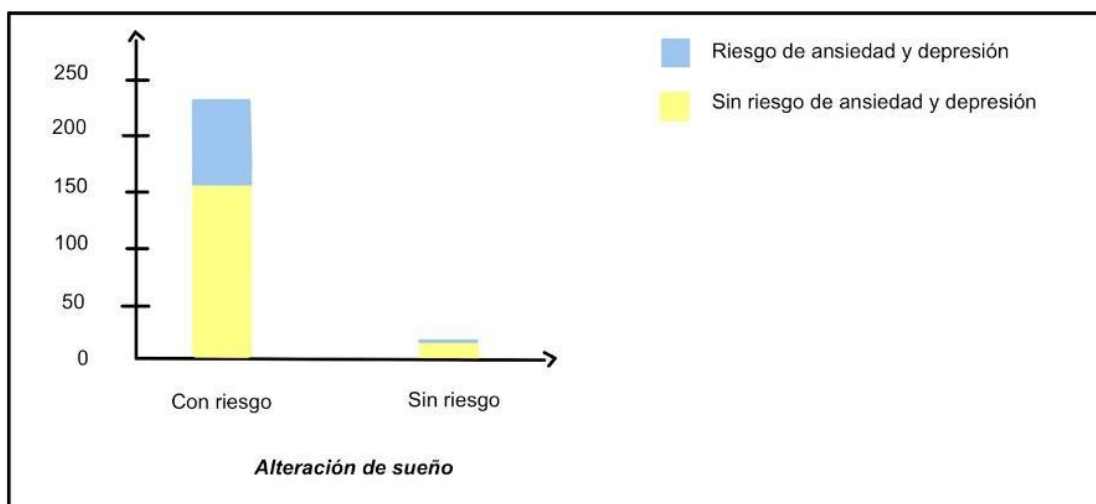 250
200
150
100
50
0
Con riesgo
Sin riesgo
Alteración de sueño
Riesgo de ansiedad y depresión
Sin riesgo de ansiedad y depresión